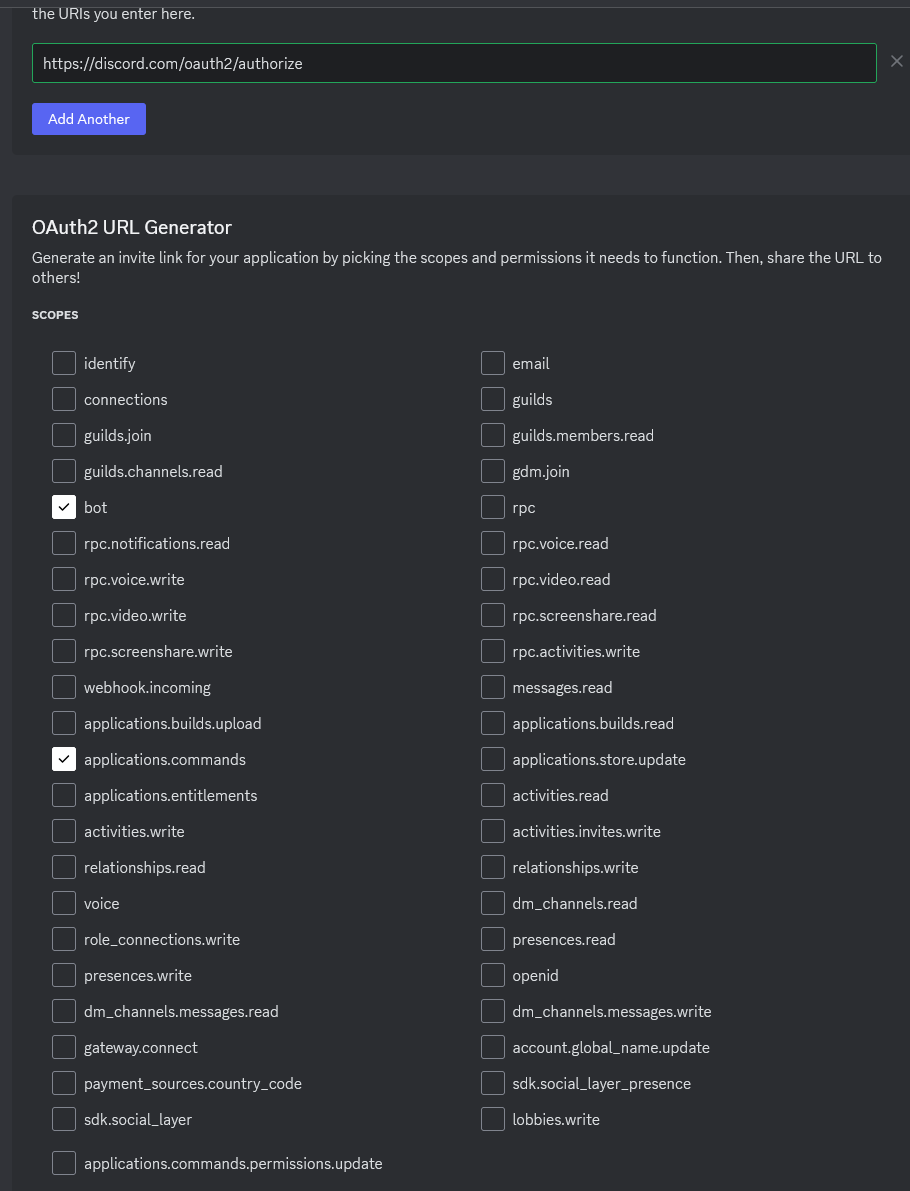 the URIs you enter here.
https://discord.com/oauth2/authorize
Add Another
OAuth2 URL Generator
Generate an invite link for your application by picking the scopes and permissions it needs to function. Then, share the URL to
others!
SCOPES
identify
email
connections
guilds
guilds.join
guilds.members.read
guilds.channels.read
gdm.join
bot
rpc
rpc.notifications.read
rpc.voice.read
rpc.voice.write
rpc.video.read
rpc.video.write
rpc.screenshare.read
rpc.screenshare.write
rpc.activities.write
webhook.incoming
messages.read
applications.builds.upload
applications.builds.read
applications.commands
applications.store.update
applications.entitlements
activities.read
activities.write
activities.invites.write
relationships.read
relationships.write
voice
dm_channels.read
role_connections.write
presences.read
presences.write
openid
dm_channels.messages.read
dm_channels.messages.write
gateway.connect
account.global_name.update
payment_sources.country_code
sdk.social_layer_presence
sdk.social_layer
lobbies.write
applications.commands.permissions.update